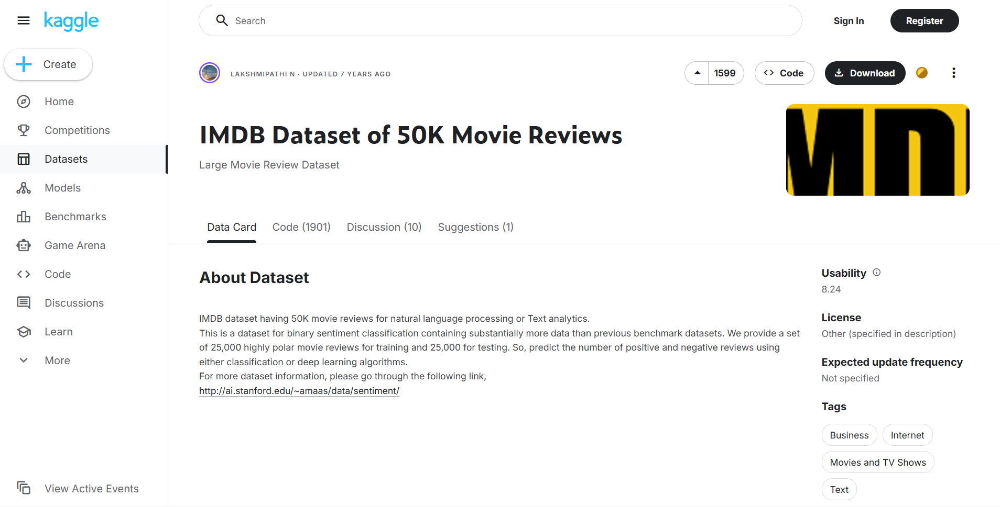 kaggle
Search
Sign In
Register
Create
Home
Competitions
Datasets
Models
Benchmarks
Game Arena
Code
Discussions
Learn
More
View Active Events
LAKSHMIPATHI N · UPDATED 7 YEARS AGO
1599
Code
Download
IMDB Dataset of 50K Movie Reviews
Large Movie Review Dataset
MD
Data Card
Code (1901)
Discussion (10)
Suggestions (1)
About Dataset
IMDB dataset having 50K movie reviews for natural language processing or Text analytics.
This is a dataset for binary sentiment classification containing substantially more data than previous benchmark datasets. We provide a set
of 25,000 highly polar movie reviews for training and 25,000 for testing. So, predict the number of positive and negative reviews using
either classification or deep learning algorithms.
For more dataset information, please go through the following link,
http://ai.stanford.edu/~amaas/data/sentiment/
Usability
8.24
License
Other (specified in description)
Expected update frequency
Not specified
Tags
Business
Internet
Movies and TV Shows
Text